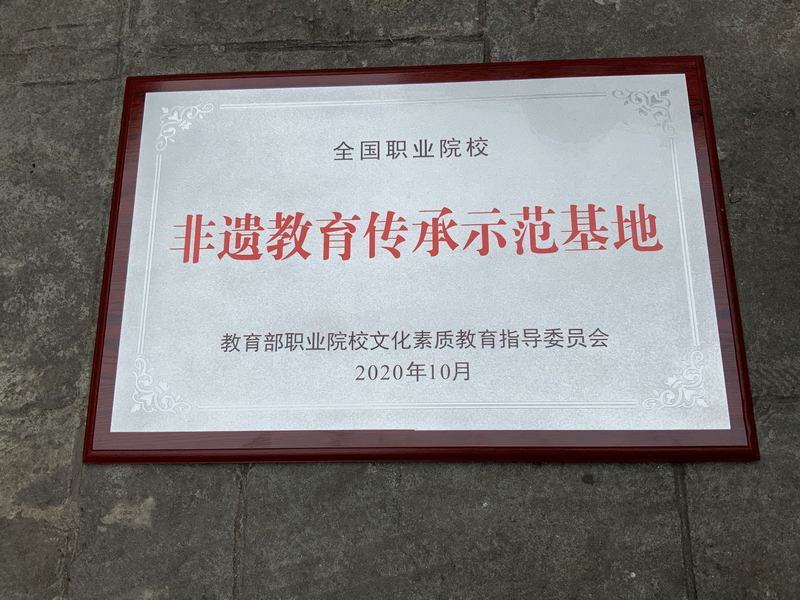 全国职业院校
非遗教育传承示范基地
教育部职业院校文化素质教育指导委员会
2020年10月